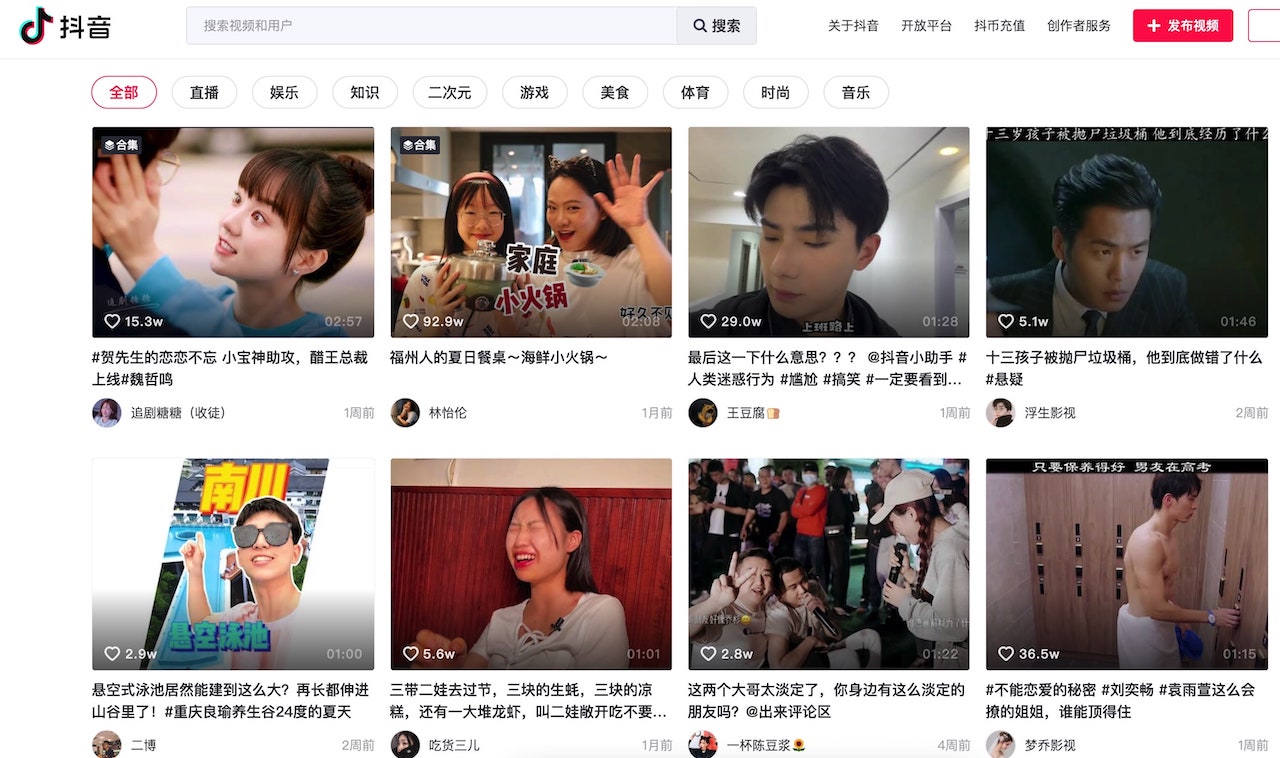 抖音
搜索视频和用户
搜索
关于抖音
开放平台
抖币充值
创作者服务
+ 发布视频
全部
直播
娱乐
知识
二次元
游戏
美食
体育
时尚
音乐
合集
追剧糖糖
15.3w
02:57
合集
家庭
小火锅
好久不见
92.9w
02:08
上班路上
29.0w
01:28
十三岁孩子被抛尸垃圾桶 他到底经历了什么
5.1w
01:46
#贺先生的恋恋不忘 小宝神助攻，醋王总裁
上线#魏哲鸣
追剧糖糖（收徒）
1周前
福州人的夏日餐桌～海鲜小火锅～
林怡伦
1月前
最后这一下什么意思？？？ @抖音小助手 #
人类迷惑行为 #尴尬 #搞笑 #一定要看到...
王豆腐
1周前
十三孩子被抛尸垃圾桶，他到底做错了什么
#悬疑
浮生影视
2周前
南川
悬空泳池
2.9w
01:00
5.6w
01:01
2.8w
01:22
只要保养得好 男友在高考
36.5w
01:15
悬空式泳池居然能建到这么大？再长都伸进
山谷里了！#重庆良瑜养生谷24度的夏天
二博
2周前
三带二娃去过节，三块的生蚝，三块的凉
糕，还有一大堆龙虾，叫二娃敞开吃不要...
吃货三儿
1月前
这两个大哥太淡定了，你身边有这么淡定的
朋友吗？@出来评论区
一杯陈豆浆
4周前
#不能恋爱的秘密 #刘奕畅 #袁雨萱这么会
撩的姐姐，谁能顶得住
梦乔影视
1周前